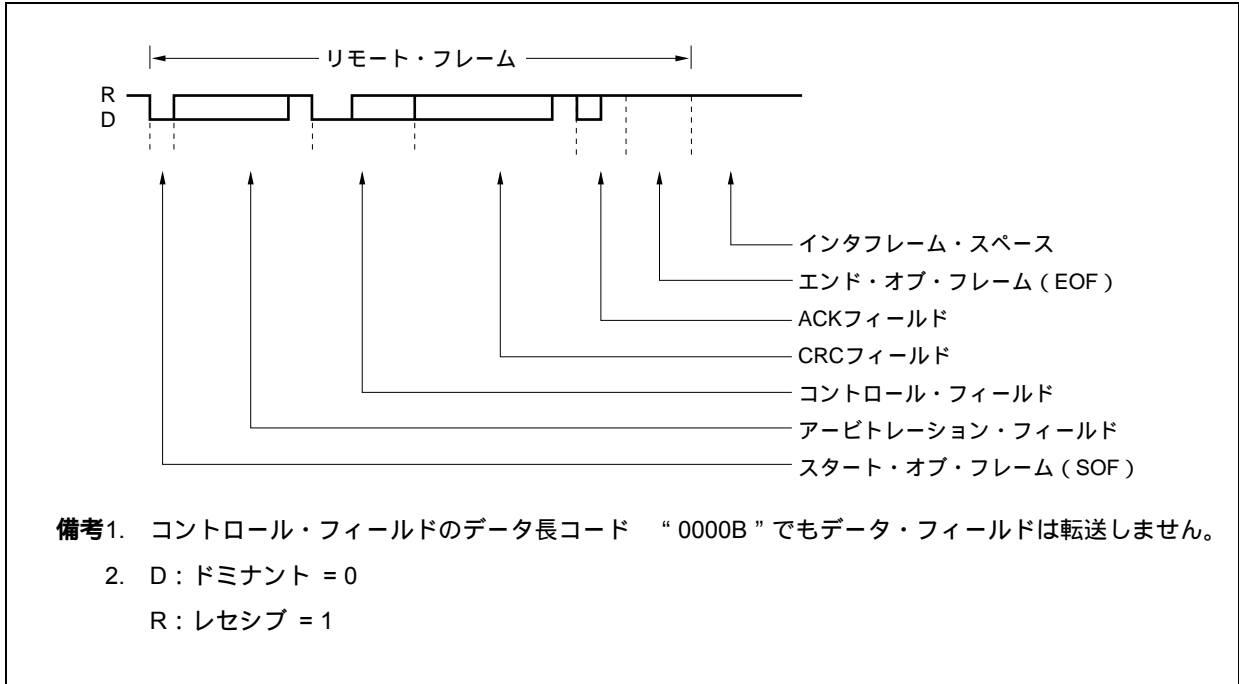 リモート・フレーム
R
D
インタフレーム・スペース
エンド・オブ・フレーム（EOF）
ACKフィールド
CRCフィールド
コントロール・フィールド
アービトレーション・フィールド
スタート・オブ・フレーム（SOF）
備考1. コントロール・フィールドのデータ長コード “0000B”でもデータ・フィールドは転送しません。
2. D：ドミナント = 0
R：レセシブ = 1